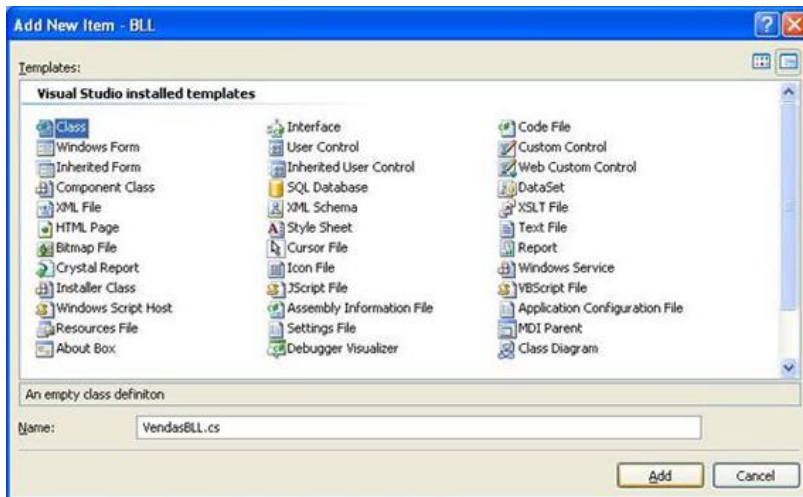 Add New Item - BLL
Templates:
Visual Studio installed templates
Class Interface Code File
Windows Form User Control Custom Control
Inherited Form Inherited User Control Web Custom Control
Component Class SQL Database DataSet
XML File XML Schema XSLT File
HTML Page Style Sheet Text File
Bitmap File Cursor File Report
Crystal Report Icon File Windows Service
Installer Class JScript File VBScript File
Windows Script Host Assembly Information File Application Configuration File
Resources File Settings File MDI Parent
About Box Debugger Visualizer Class Diagram
An empty class definiton
Name: VendasBLL.cs
Add Cancel